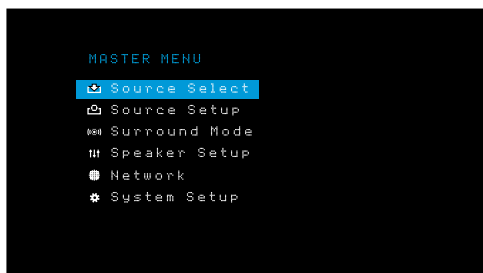 MASTER MENU
Source Select
Source Setup
Surround Mode
Speaker Setup
Network
System Setup